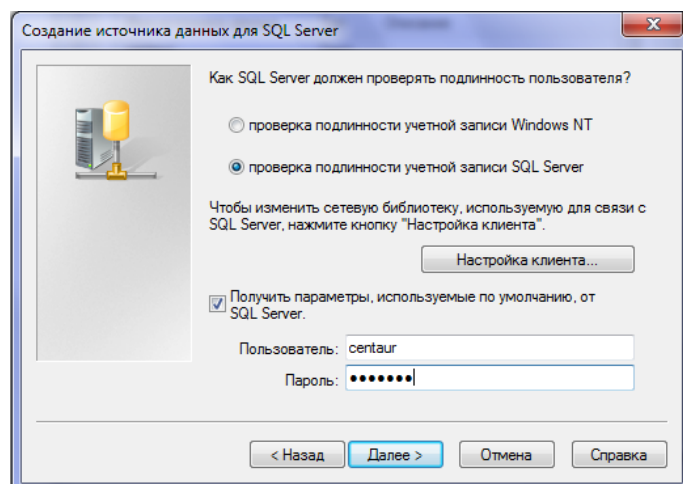 Создание источника данных для SQL Server
Как SQL Server должен проверять подлинность пользователя?
проверка подлинности учетной записи Windows NT
проверка подлинности учетной записи SQL Server
Чтобы изменить сетевую библиотеку, используемую для связи с
SQL Server, нажмите кнопку "Настройка клиента".
Настройка клиента...
Получить параметры, используемые по умолчанию, от
SQL Server.
Пользователь: centaur
Пароль: •••••••
< Назад Далее > Отмена Справка